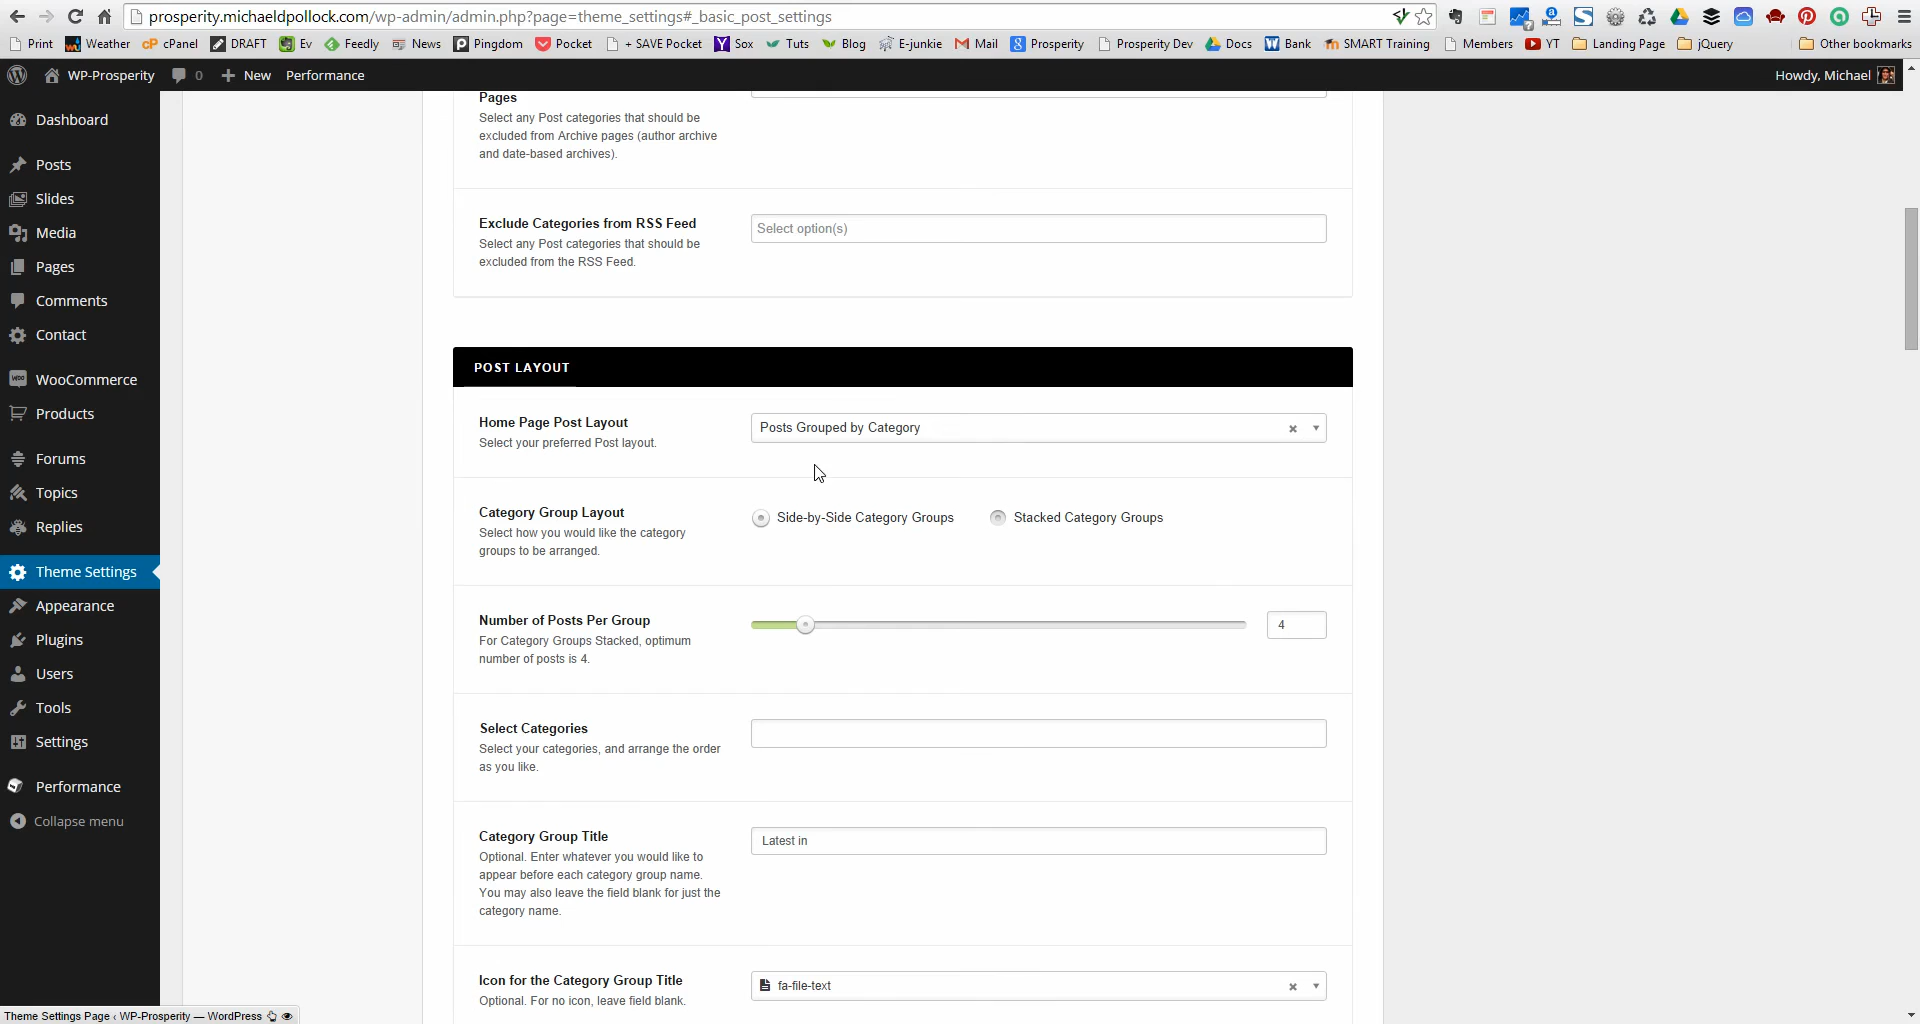 prosperity.michaeldpollock.com/wp-admin/admin.php?page=theme_settings#_basic_post_settings
Print Weather cPanel DRAFT Ev Feedly News Pingdom Pocket + SAVE Pocket Sox Tuts Blog E-junkie Mail Prosperity Prosperity Dev Docs Bank SMART Training Members YT Landing Page jQuery Other bookmarks
WP-Prosperity 0 New Performance Howdy, Michael
Dashboard
Posts
Slides
Media
Pages
Comments
Contact
WooCommerce
Products
Forums
Topics
Replies
Theme Settings
Appearance
Plugins
Users
Tools
Settings
Performance
Collapse menu
Pages
Select any Post categories that should be
excluded from Archive pages (author archive
and date-based archives).
Exclude Categories from RSS Feed
Select any Post categories that should be
excluded from the RSS Feed.
Select option(s)
POST LAYOUT
Home Page Post Layout
Select your preferred Post layout.
Posts Grouped by Category
Category Group Layout
Select how you would like the category
groups to be arranged.
Side-by-Side Category Groups Stacked Category Groups
Number of Posts Per Group
For Category Groups Stacked, optimum
number of posts is 4.
4
Select Categories
Select your categories, and arrange the order
as you like.
Category Group Title
Optional. Enter whatever you would like to
appear before each category group name.
You may also leave the field blank for just the
category name.
Latest in
Icon for the Category Group Title
Optional. For no icon, leave field blank.
fa-file-text
Theme Settings Page ‹ WP-Prosperity — WordPress